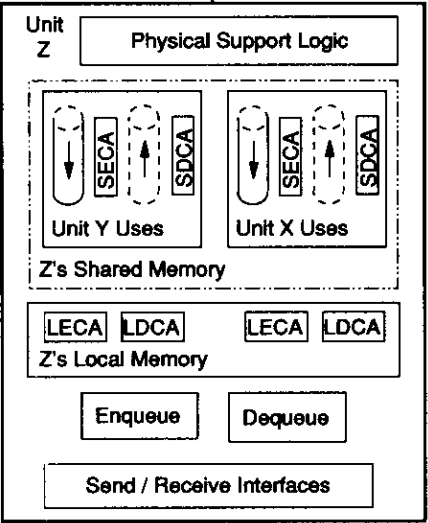 Unit Z
Physical Support Logic
SECA
SDCA
Unit Y Uses
SECA
SDCA
Unit X Uses
Z's Shared Memory
LECA LDCA LECA LDCA
Z's Local Memory
Enqueue
Dequeue
Send / Receive Interfaces